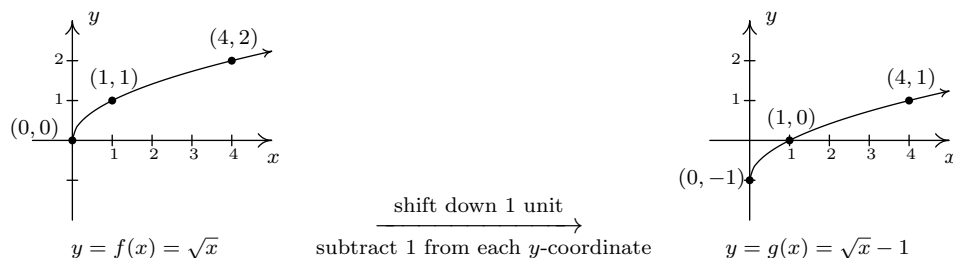 y
(4, 2)
2
(1, 1)
1
(0, 0)
1 2 3 4
x
y = f(x) = √x
shift down 1 unit
subtract 1 from each y-coordinate
y
2
(4, 1)
1
(1, 0)
1 2 3 4
x
(0, −1)
y = g(x) = √x − 1